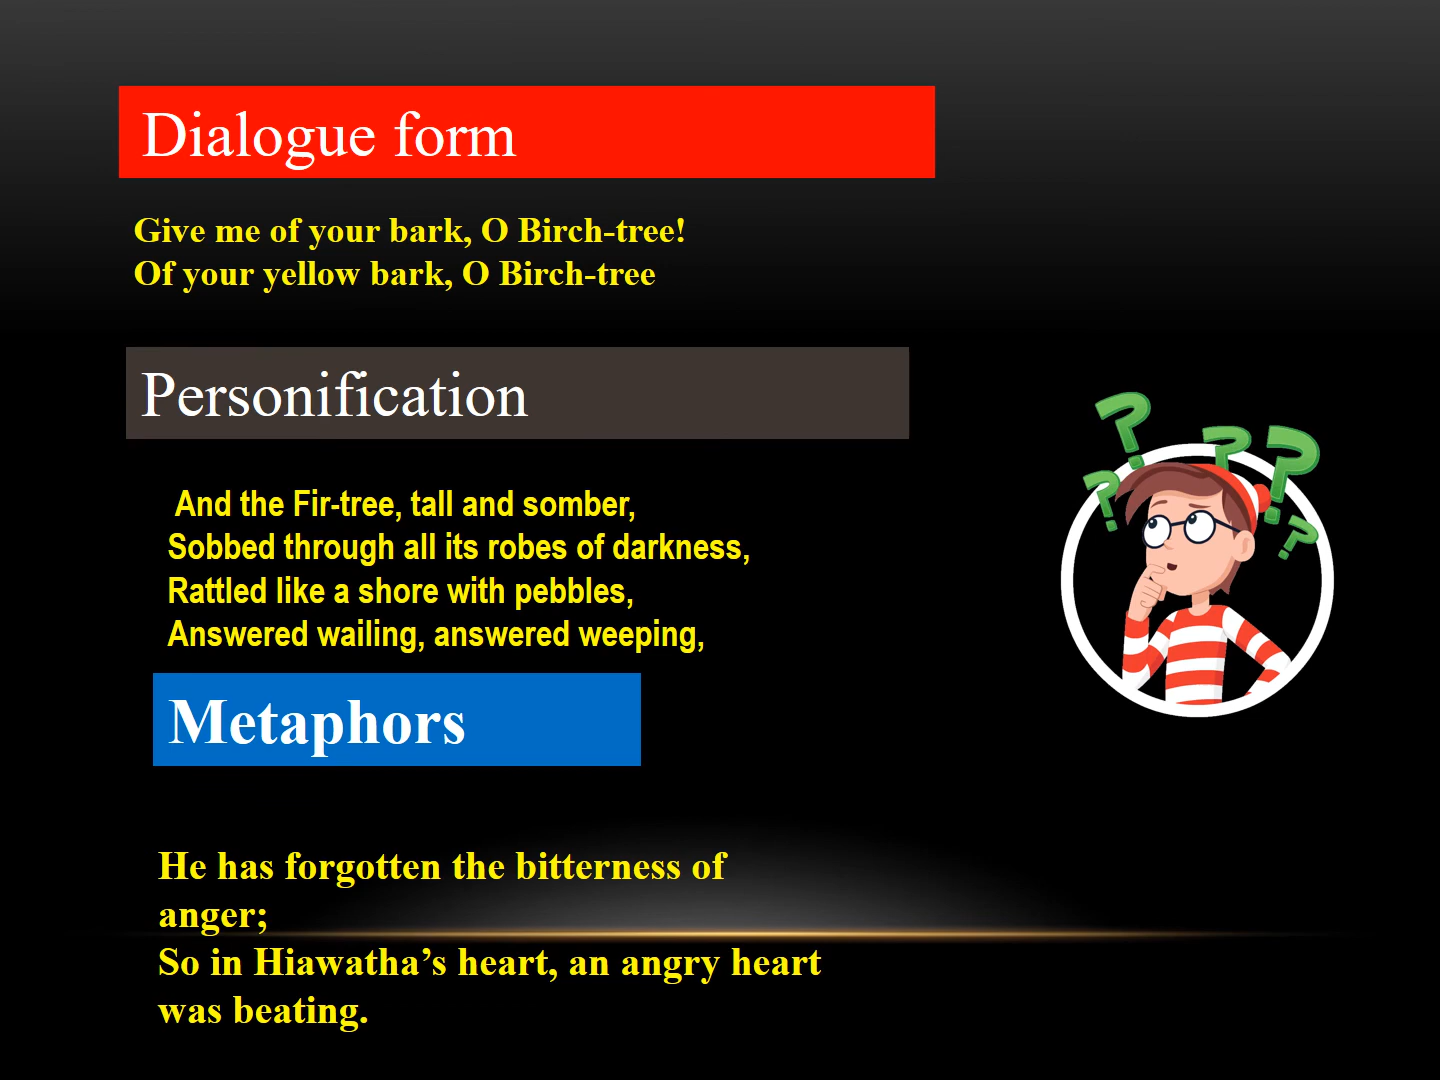 Dialogue form
Give me of your bark, O Birch-tree!
Of your yellow bark, O Birch-tree
Personification
And the Fir-tree, tall and somber,
Sobbed through all its robes of darkness,
Rattled like a shore with pebbles,
Answered wailing, answered weeping,
Metaphors
He has forgotten the bitterness of
anger;
So in Hiawatha’s heart, an angry heart
was beating.